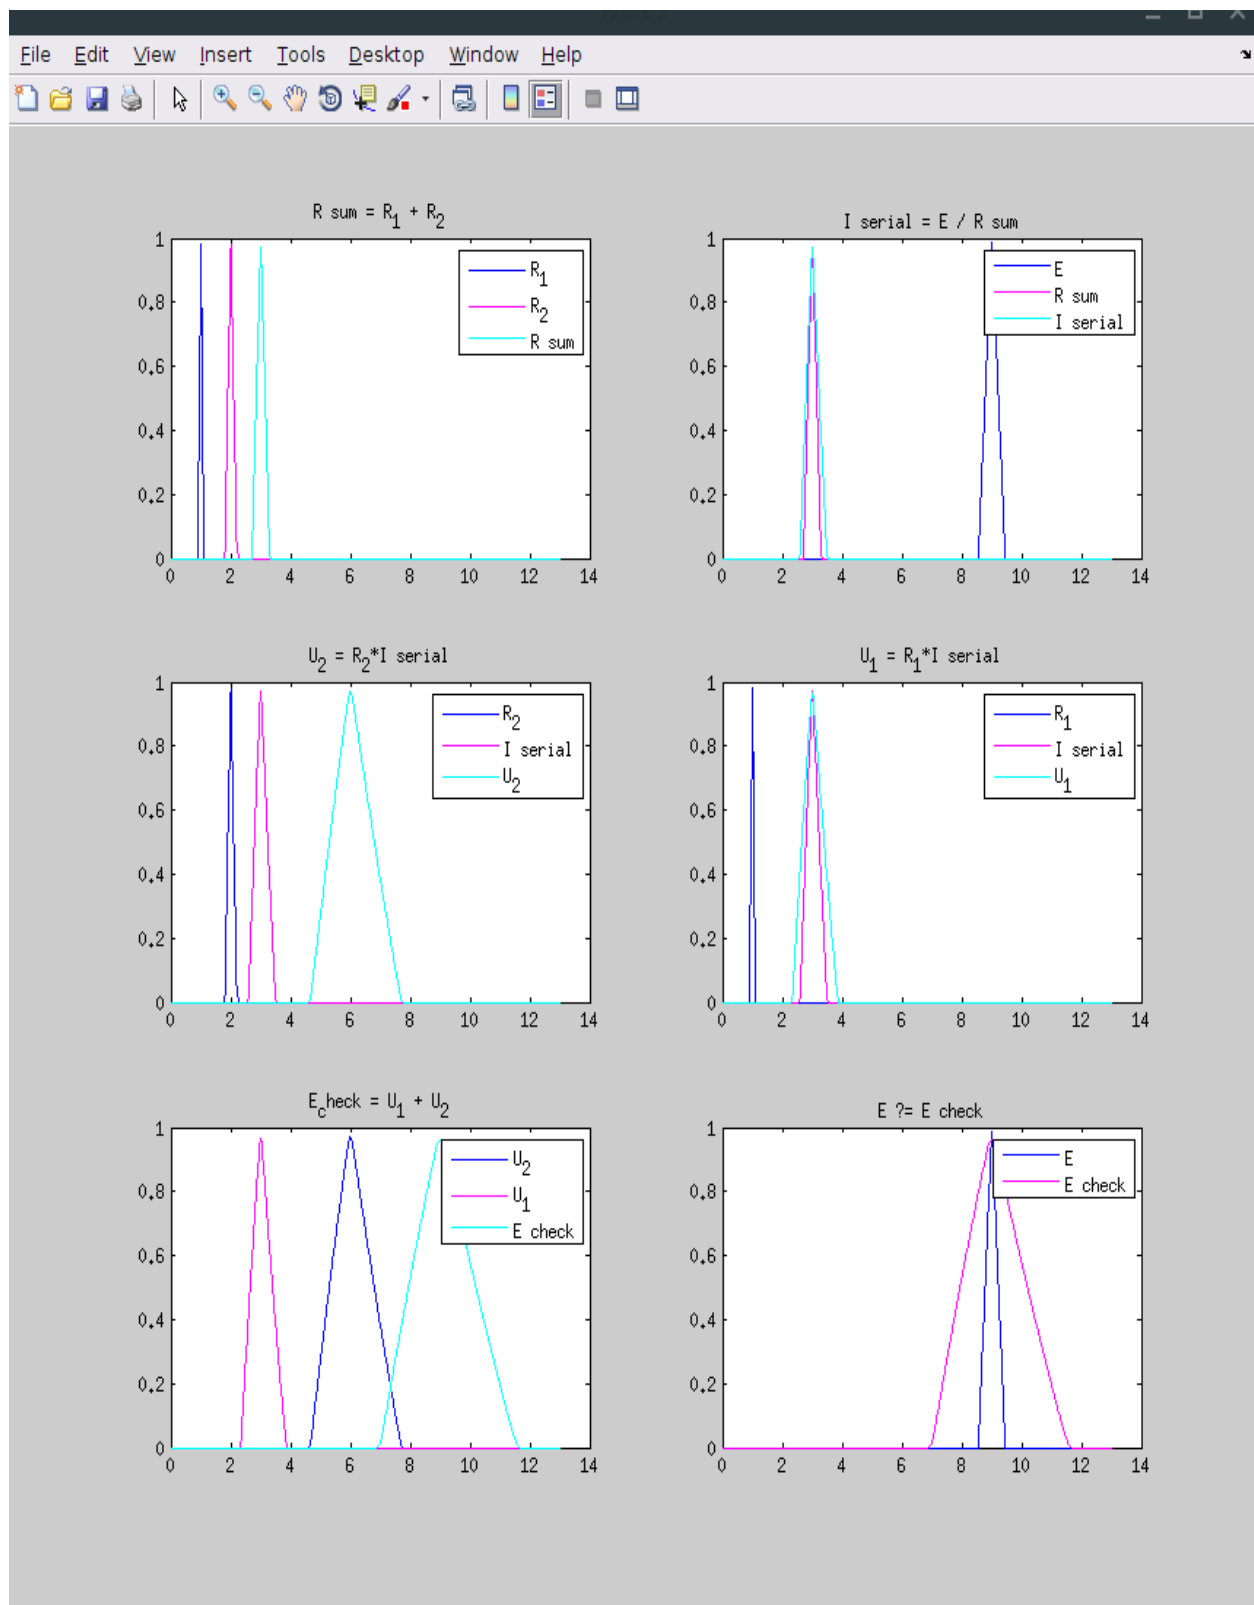 File Edit View Insert Tools Desktop Window Help
R sum = R1 + R2
1
0.8
0.6
0.4
0.2
0
0 2 4 6 8 10 12 14
R1
R2
R sum
I serial = E / R sum
1
0.8
0.6
0.4
0.2
0
0 2 4 6 8 10 12 14
E
R sum
I serial
U2 = R2*I serial
1
0.8
0.6
0.4
0.2
0
0 2 4 6 8 10 12 14
R2
I serial
U2
U1 = R1*I serial
1
0.8
0.6
0.4
0.2
0
0 2 4 6 8 10 12 14
R1
I serial
U1
Echeck = U1 + U2
1
0.8
0.6
0.4
0.2
0
0 2 4 6 8 10 12 14
U2
U1
E check
E ?= E check
1
0.8
0.6
0.4
0.2
0
0 2 4 6 8 10 12 14
E
E check